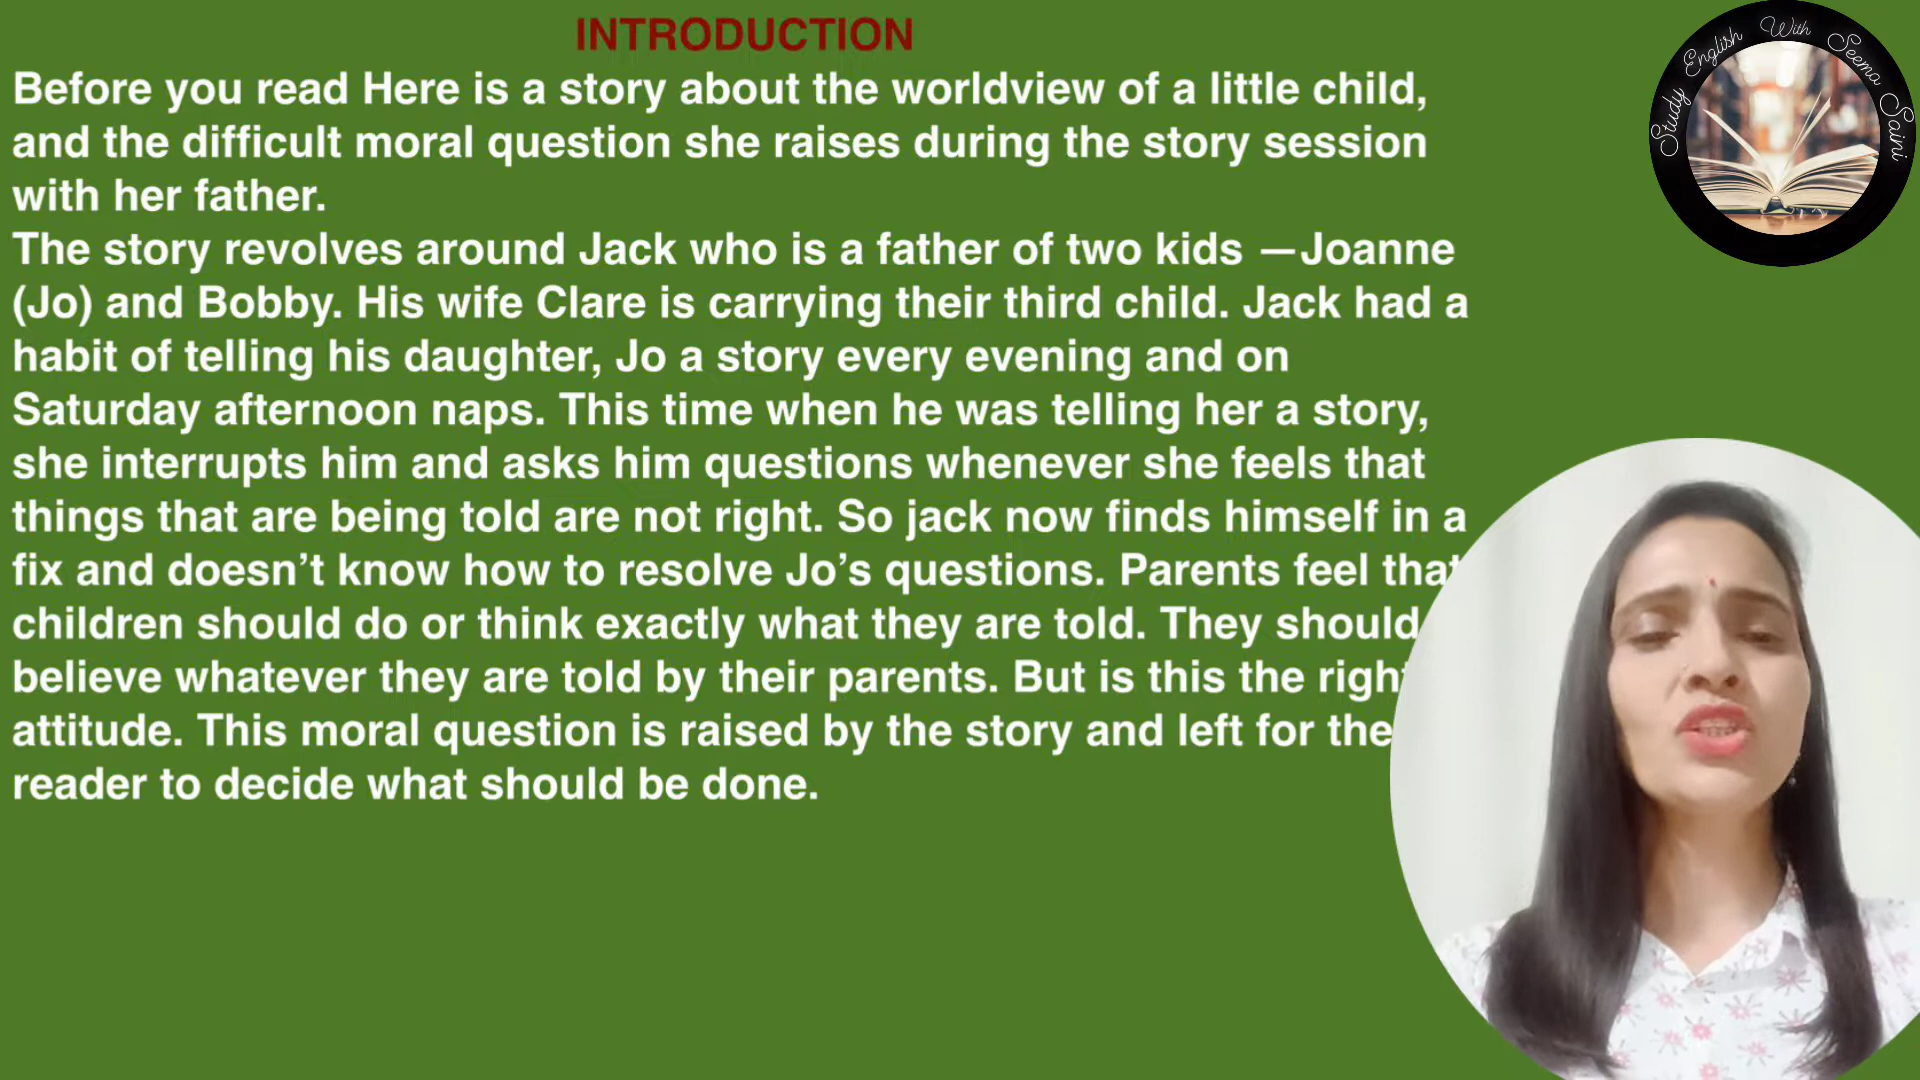 INTRODUCTION
Before you read Here is a story about the worldview of a little child,
and the difficult moral question she raises during the story session
with her father.
The story revolves around Jack who is a father of two kids —Joanne
(Jo) and Bobby. His wife Clare is carrying their third child. Jack had a
habit of telling his daughter, Jo a story every evening and on
Saturday afternoon naps. This time when he was telling her a story,
she interrupts him and asks him questions whenever she feels that
things that are being told are not right. So jack now finds himself in a
fix and doesn’t know how to resolve Jo’s questions. Parents feel that
children should do or think exactly what they are told. They should
believe whatever they are told by their parents. But is this the right
attitude. This moral question is raised by the story and left for the
reader to decide what should be done.
Study English With Seema Saini